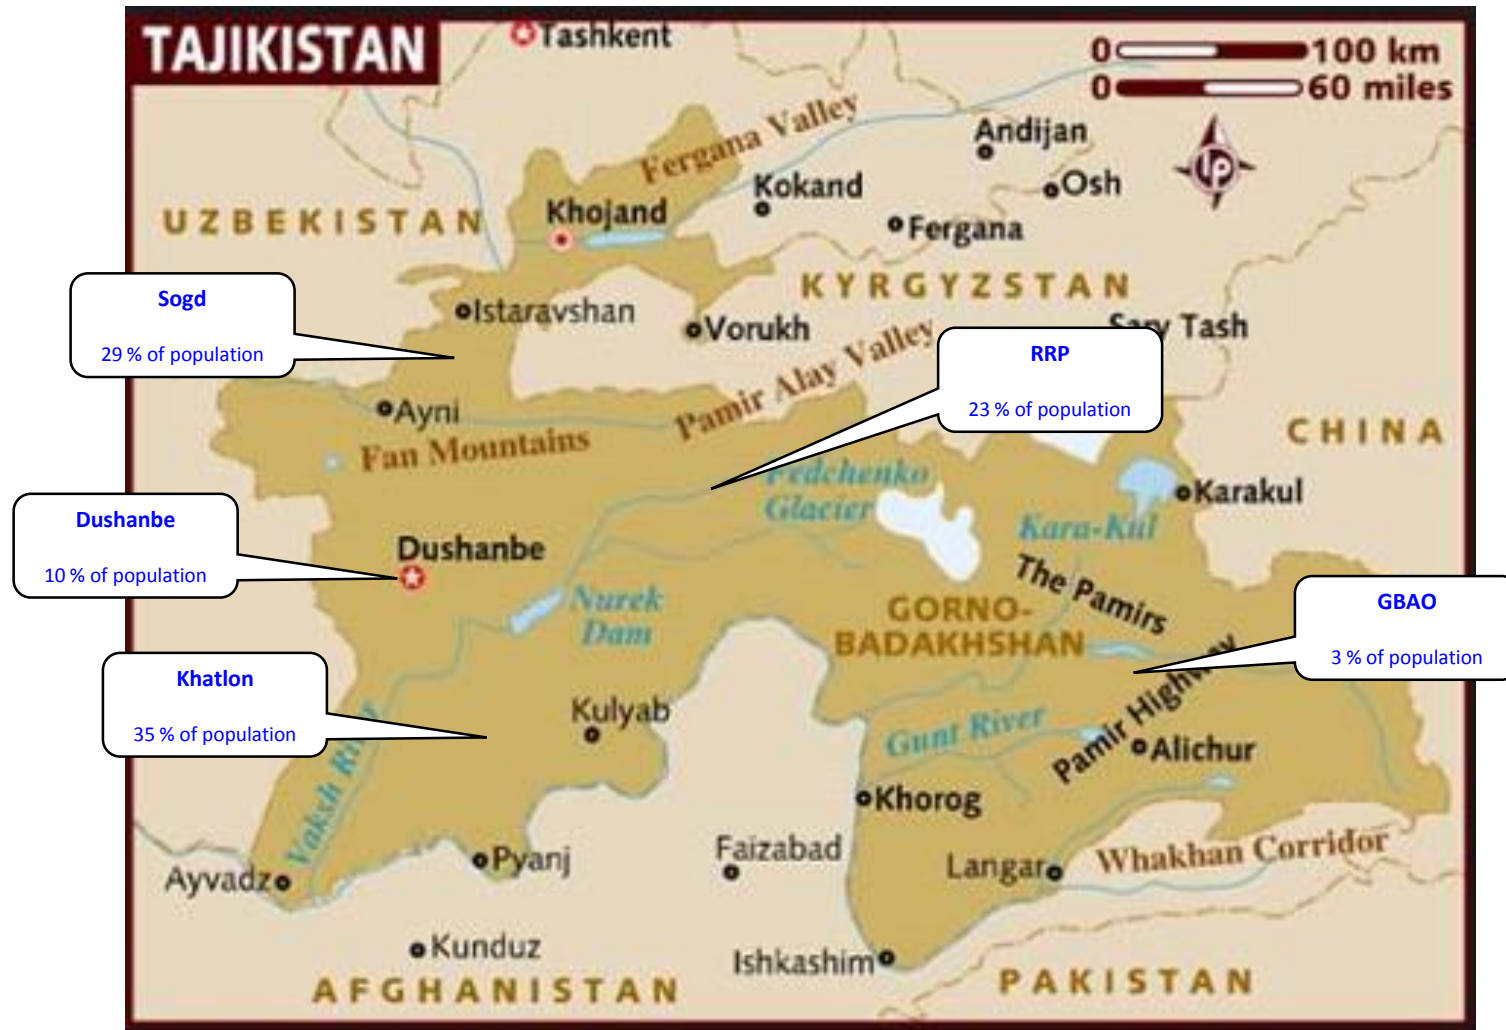 TAJIKISTAN
Tashkent
0 100 km
0 60 miles
Fergana Valley
Andijan
Kokand
Osh
UZBEKISTAN
Khojand
Fergana
KYRGYZSTAN
Sogd
29 % of population
Istaravshan
Vorukh
Sary Tash
RRP
23 % of population
Pamir Alay Valley
Ayni
Fan Mountains
CHINA
Fedchenko
Glacier
Karakul
Kara-Kul
Dushanbe
10 % of population
Dushanbe
The Pamirs
Nurek
Dam
GORNO-
BADAKHSHAN
GBAO
3 % of population
Khatlon
35 % of population
Kulyab
Gunt River
Pamir Highway
Alichur
Vaksh River
Khorog
Ayvadz
Pyanj
Faizabad
Langar
Whakhan Corridor
Kunduz
Ishkashim
AFGHANISTAN
PAKISTAN
LP